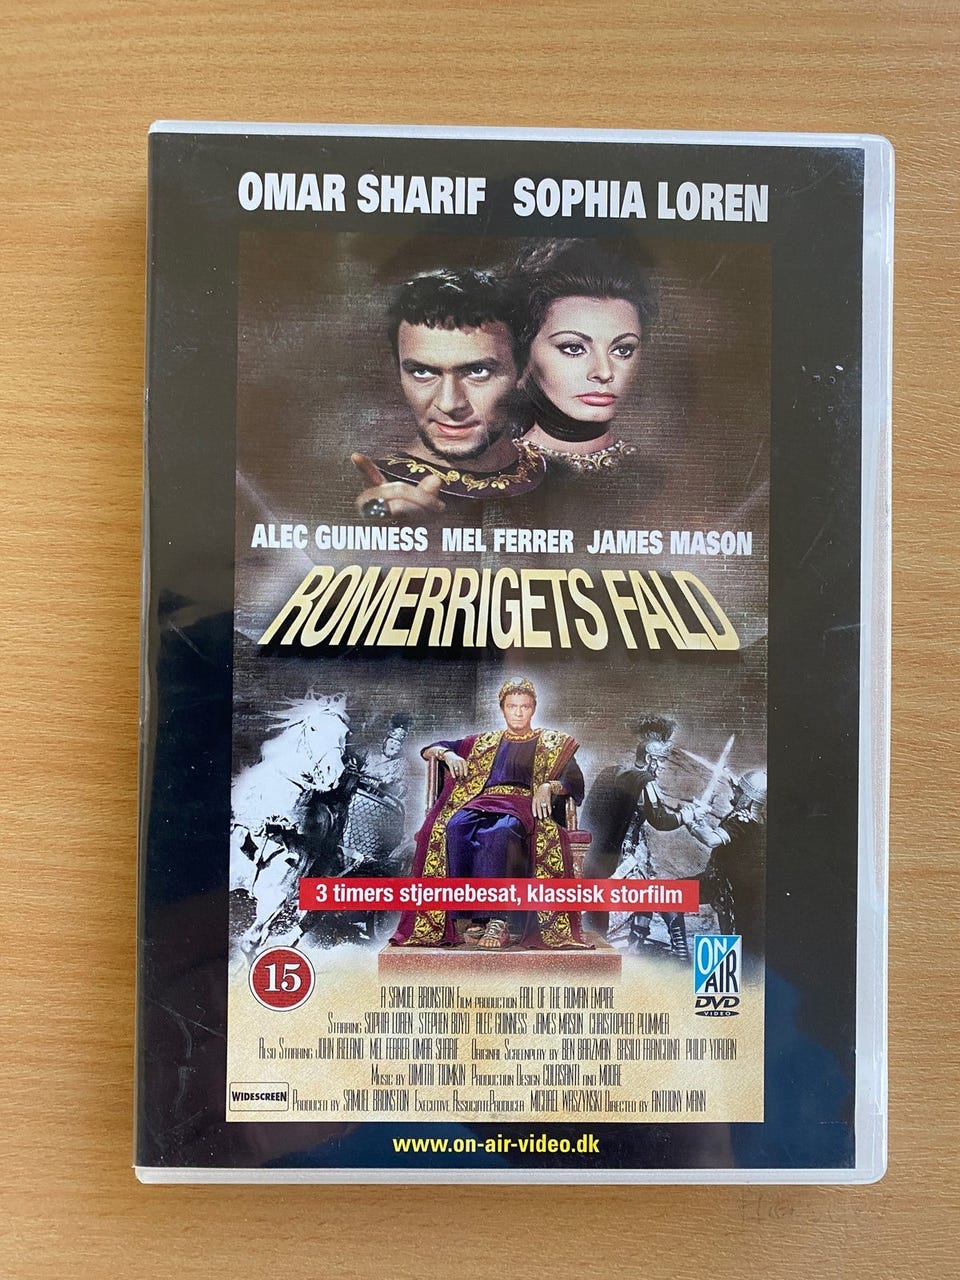 OMAR SHARIF SOPHIA LOREN
ALEC GUINNESS MEL FERRER JAMES MASON
ROMERRIGETS FALD
3 timers stjernebesat, klassisk storfilm
15
ON AIR
DVD
VIDEO
A SAMUEL BRONSTON FILM PRODUCTION FALL OF THE ROMAN EMPIRE
STARRING SOPHIA LOREN STEPHEN BOYD ALEC GUINNESS JAMES MASON CHRISTOPHER PLUMMER
ALSO STARRING JOHN IRELAND MEL FERRER OMAR SHARIF ORIGINAL SCREENPLAY BY BEN BARZMAN BASILO FRANCHINA PHILIP YORDAN
MUSIC BY DIMITRI TIOMKIN PRODUCTION DESIGN COLASANTI AND MOORE
WIDESCREEN
PRODUCED BY SAMUEL BRONSTON EXECUTIVE ASSOCIATE PRODUCER MICHAEL WASZYNSKI DIRECTED BY ANTHONY MANN
www.on-air-video.dk